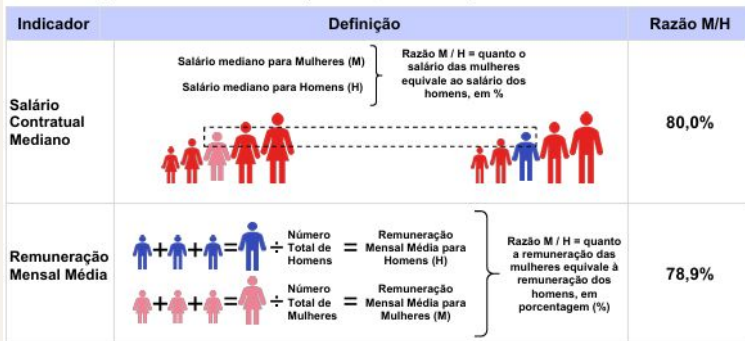 Indicador
Definição
Razão M/H
Salário
Contratual
Mediano
Salário mediano para Mulheres (M)
Salário mediano para Homens (H)
Razão M / H = quanto o
salário das mulheres
equivale ao salário dos
homens, em %
80,0%
Remuneração
Mensal Média
+ + = ÷
Número
Total de
Homens
=
Remuneração
Mensal Média para
Homens (H)
+ + = ÷
Número
Total de
Mulheres
=
Remuneração
Mensal Média para
Mulheres (M)
Razão M / H = quanto
a remuneração das
mulheres equivale à
remuneração dos
homens, em
porcentagem (%)
78,9%